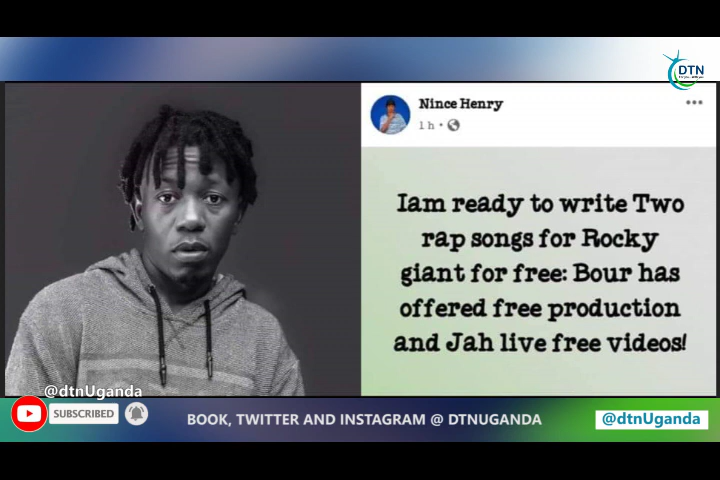 DTN
Nince Henry
1 h
Iam ready to write Two
rap songs for Rocky
giant for free: Bour has
offered free production
and Jah live free videos!
@dtnUganda
SUBSCRIBED
BOOK, TWITTER AND INSTAGRAM @ DTNUGANDA
@dtnUganda